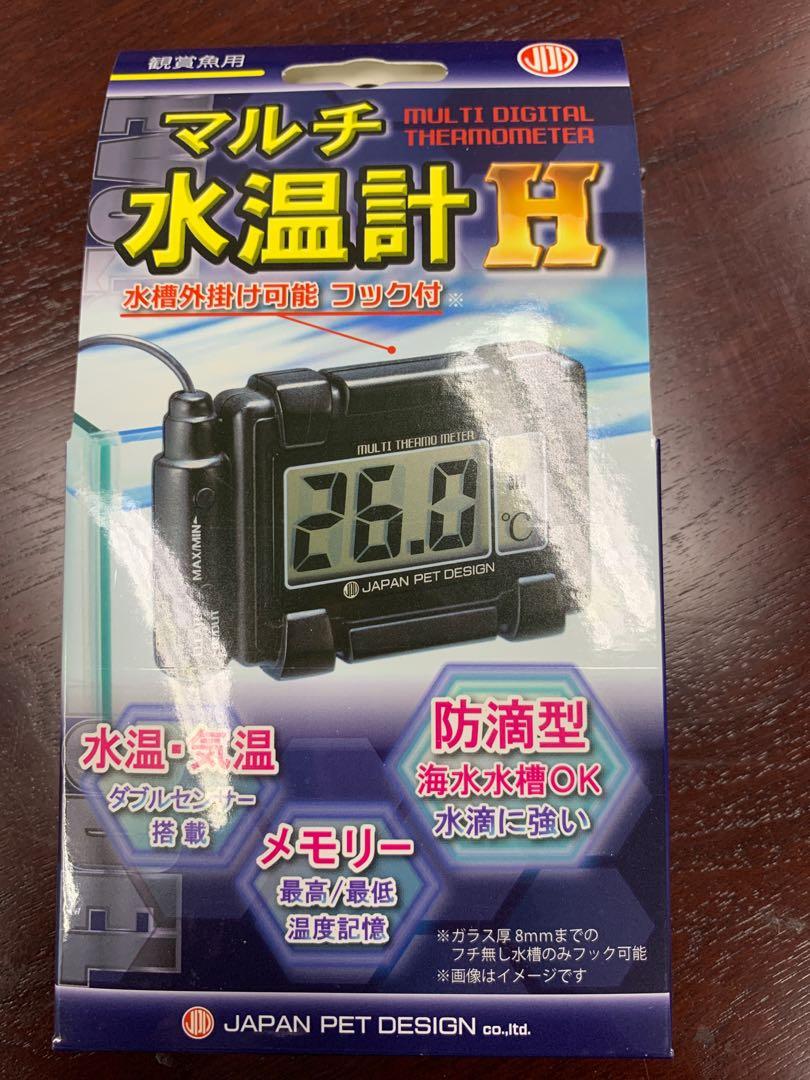 観賞魚用
JPD
マルチ
MULTI DIGITAL
THERMOMETER
水温計H
水槽外掛け可能 フック付※
MULTI THERMO METER
26.0
℃
MAX/MIN
JPD JAPAN PET DESIGN
水温・気温
ダブルセンサー
搭載
防滴型
海水水槽OK
水滴に強い
メモリー
最高/最低
温度記憶
※ガラス厚 8mmまでの
フチ無し水槽のみフック可能
※画像はイメージです
JPD JAPAN PET DESIGN co.,ltd.